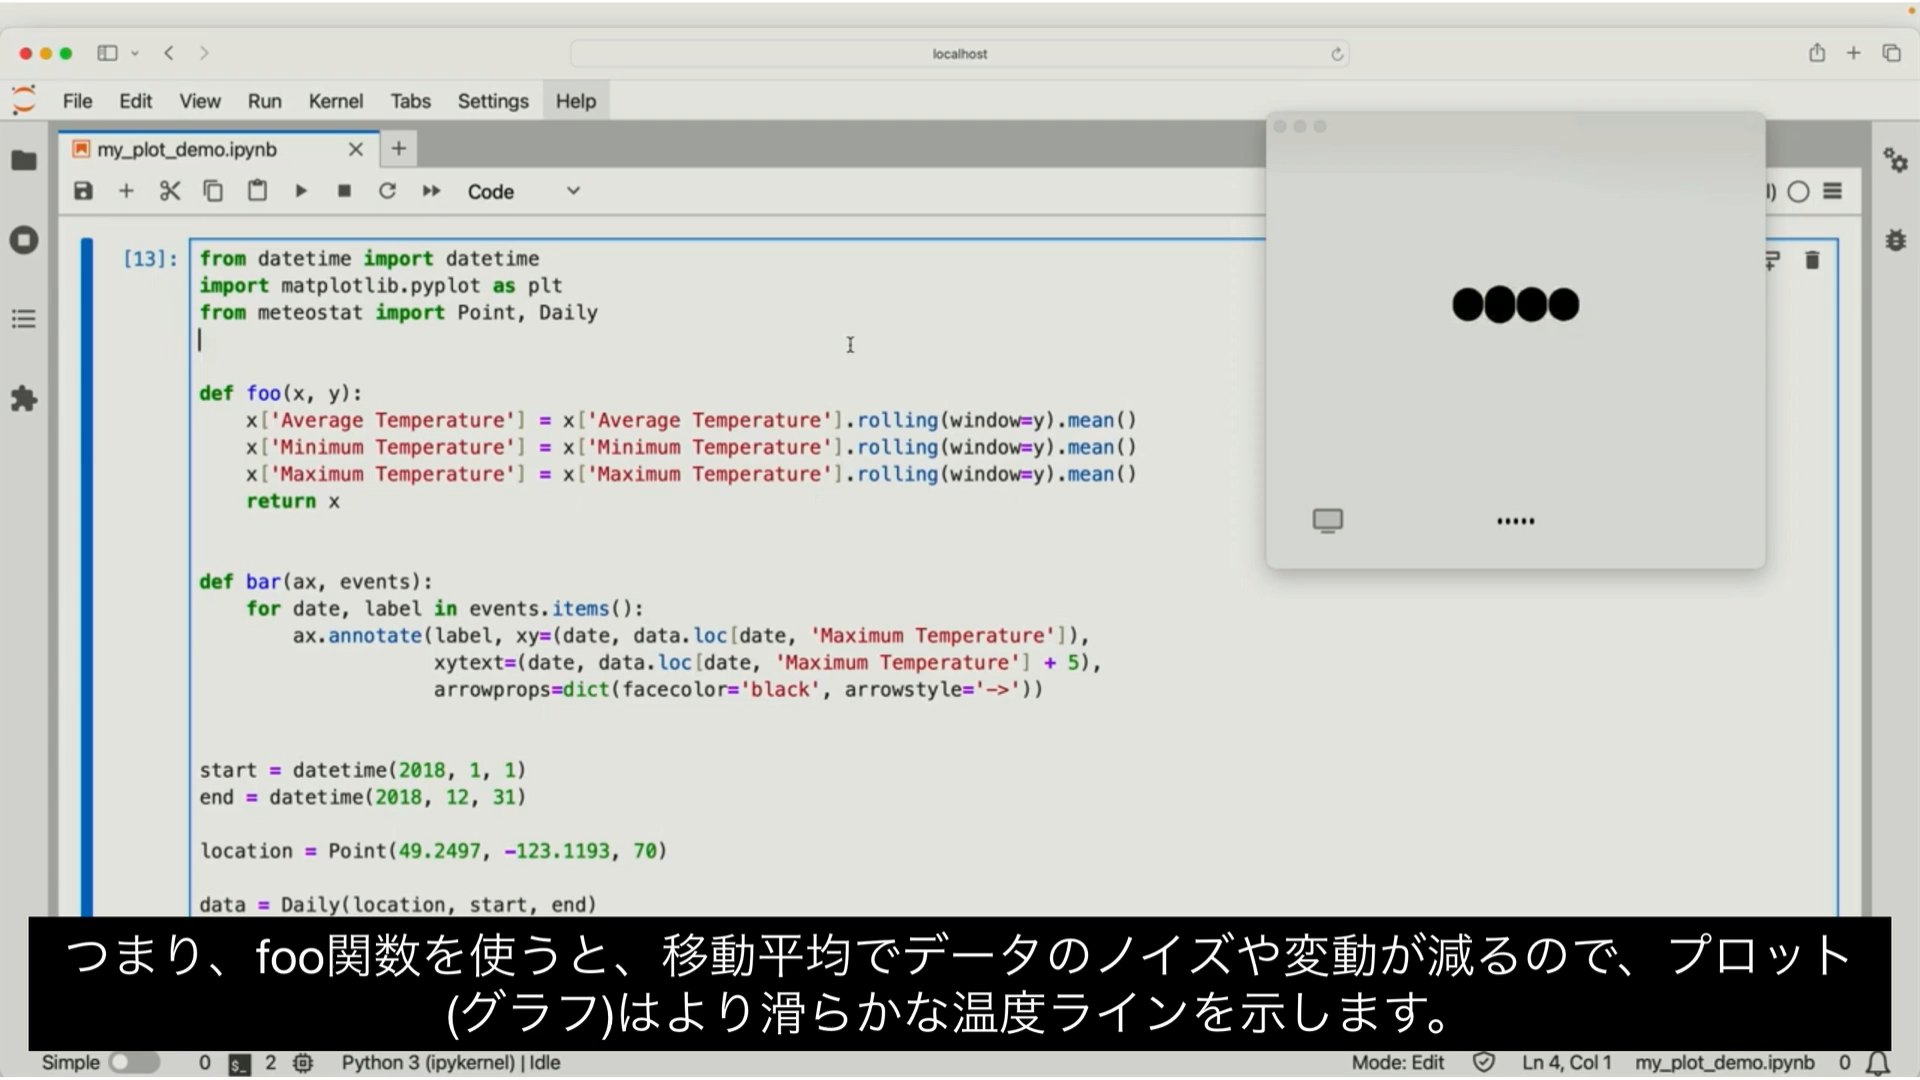 localhost
File Edit View Run Kernel Tabs Settings Help
my_plot_demo.ipynb
Code
[13]:
from datetime import datetime
import matplotlib.pyplot as plt
from meteostat import Point, Daily
def foo(x, y):
x['Average Temperature'] = x['Average Temperature'].rolling(window=y).mean()
x['Minimum Temperature'] = x['Minimum Temperature'].rolling(window=y).mean()
x['Maximum Temperature'] = x['Maximum Temperature'].rolling(window=y).mean()
return x
def bar(ax, events):
for date, label in events.items():
ax.annotate(label, xy=(date, data.loc[date, 'Maximum Temperature']),
xytext=(date, data.loc[date, 'Maximum Temperature'] + 5),
arrowprops=dict(facecolor='black', arrowstyle='->'))
start = datetime(2018, 1, 1)
end = datetime(2018, 12, 31)
location = Point(49.2497, -123.1193, 70)
data = Daily(location, start, end)
つまり、foo関数を使うと、移動平均でデータのノイズや変動が減るので、プロット
(グラフ)はより滑らかな温度ラインを示します。
Simple 0 2 Python 3 (ipykernel) | Idle Mode: Edit Ln 4, Col 1 my_plot_demo.ipynb 0